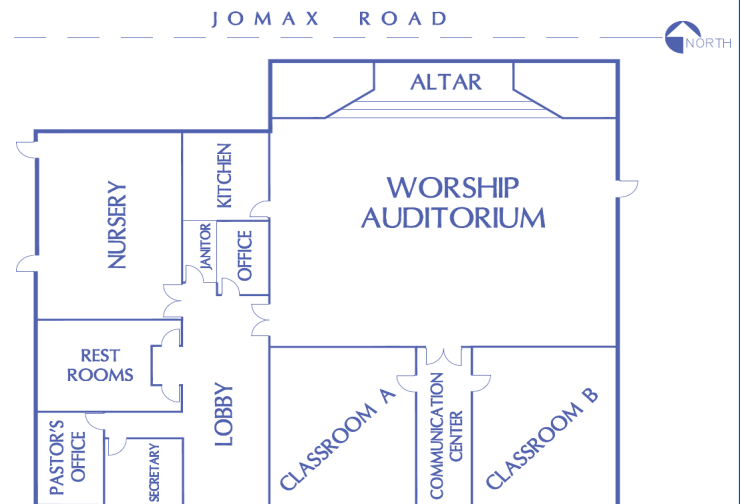 JOMAX ROAD
NORTH
ALTAR
WORSHIP
AUDITORIUM
KITCHEN
NURSERY
JANITOR
OFFICE
REST
ROOMS
LOBBY
CLASSROOM A
COMMUNICATION
CENTER
CLASSROOM B
PASTOR'S
OFFICE
SECRETARY